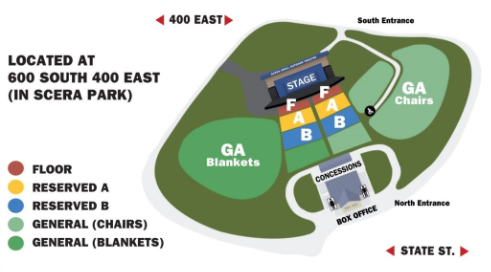 400 EAST
South Entrance
LOCATED AT
600 SOUTH 400 EAST
(IN SCERA PARK)
STAGE
F
F
A
A
B
B
GA
Chairs
GA
Blankets
CONCESSIONS
BOX OFFICE
North Entrance
FLOOR
RESERVED A
RESERVED B
GENERAL (CHAIRS)
GENERAL (BLANKETS)
STATE ST.